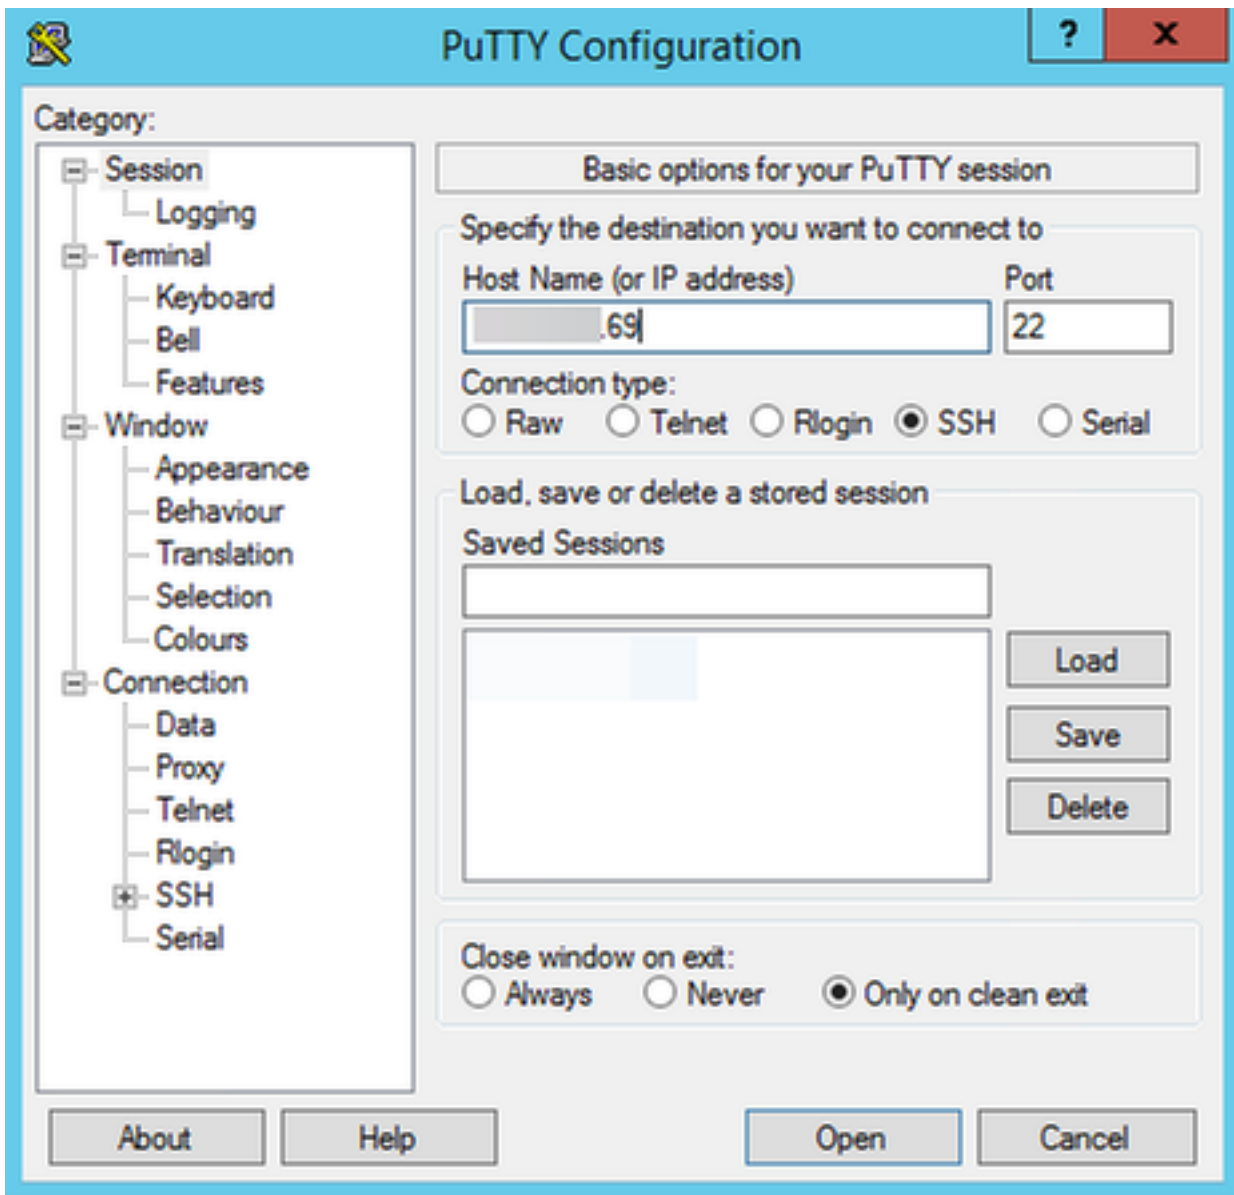 PuTTY Configuration
?
x
Category:
Session
Logging
Terminal
Keyboard
Bell
Features
Window
Appearance
Behaviour
Translation
Selection
Colours
Connection
Data
Proxy
Telnet
Rlogin
SSH
Serial
Basic options for your PuTTY session
Specify the destination you want to connect to
Host Name (or IP address) Port
.69 22
Connection type:
Raw Telnet Rlogin SSH Serial
Load, save or delete a stored session
Saved Sessions
Load
Save
Delete
Close window on exit:
Always Never Only on clean exit
About Help Open Cancel